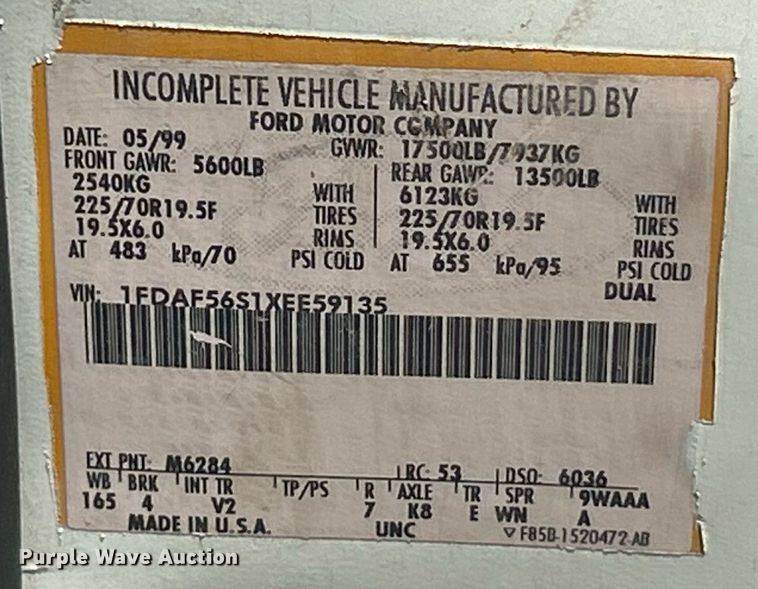 INCOMPLETE VEHICLE MANUFACTURED BY
FORD MOTOR COMPANY
DATE: 05/99 GVWR: 17500LB/7937KG
FRONT GAWR: 5600LB REAR GAWR: 13500LB
2540KG WITH 6123KG WITH
225/70R19.5F TIRES 225/70R19.5F TIRES
19.5X6.0 RIMS 19.5X6.0 RIMS
AT 483 kPa/70 PSI COLD AT 655 kPa/95 PSI COLD
DUAL
VIN: 1FDAF56S1XEE59135
EXT PNT: M6284 RC: 53 DSO: 6036
WB BRK INT TR TP/PS R AXLE TR SPR 9WAAA
165 4 V2 7 K8 E WN A
MADE IN U.S.A. UNC F85B-1520472-AB
Purple Wave Auction